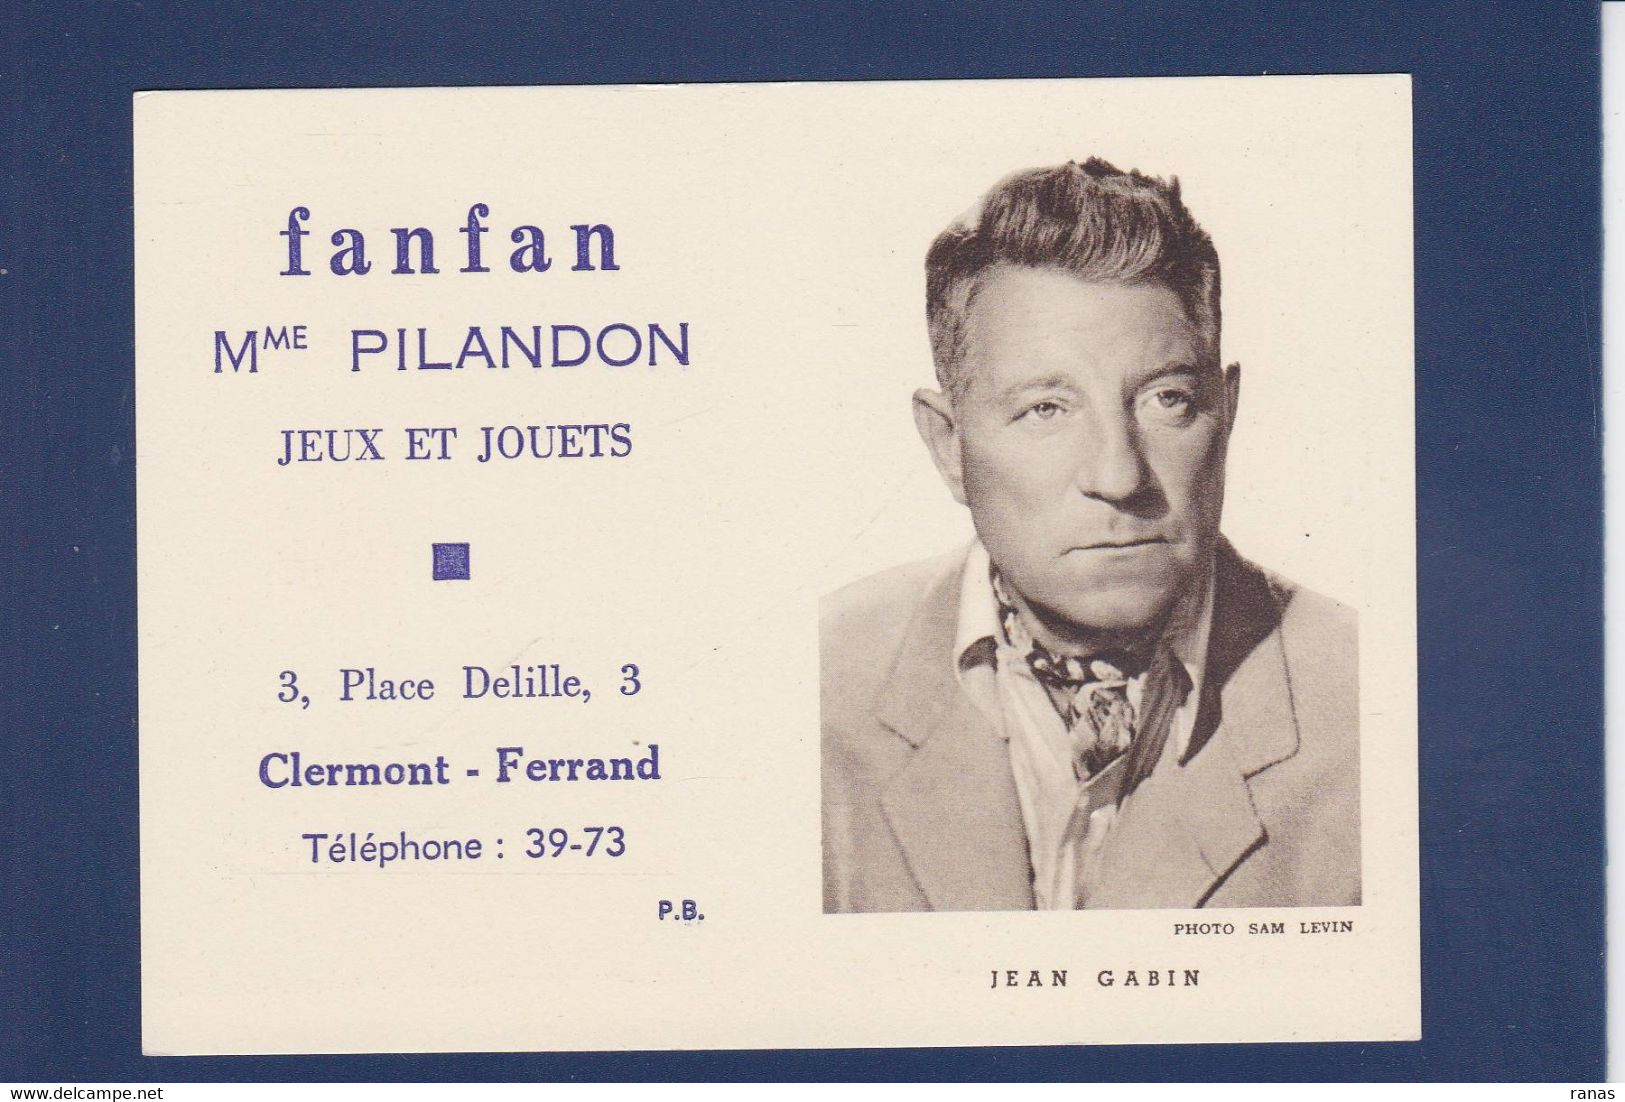 fanfan
MME PILANDON
JEUX ET JOUETS
3, Place Delille, 3
Clermont - Ferrand
Téléphone : 39-73
P.B.
PHOTO SAM LEVIN
JEAN GABIN
delcampe.net
ranas